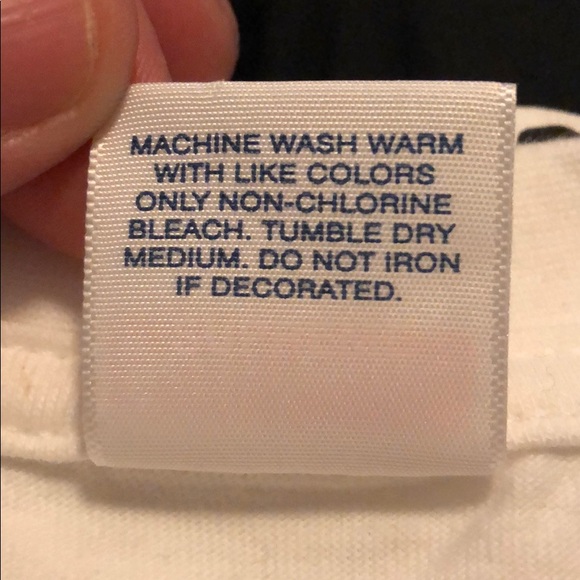 MACHINE WASH WARM
WITH LIKE COLORS
ONLY NON-CHLORINE
BLEACH. TUMBLE DRY
MEDIUM. DO NOT IRON
IF DECORATED.